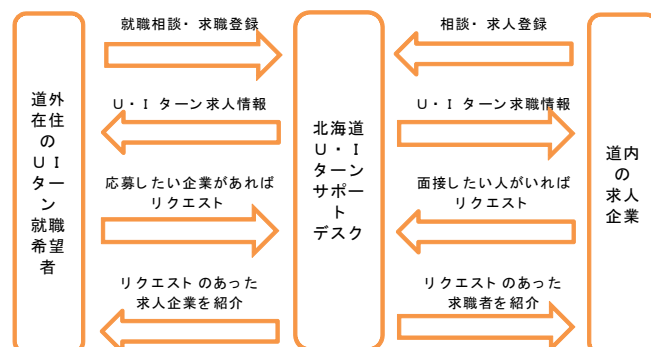 就職相談・求職登録
相談・求人登録
道外
在住
の
ＵＩ
ター
ン
就職
希望
者
Ｕ・Ｉターン求人情報
北海道
Ｕ・Ｉ
ターン
サポー
ト
デスク
Ｕ・Ｉターン求職情報
道内
の
求人
企業
応募したい企業があれば
リクエスト
面接したい人がいれば
リクエスト
リクエストのあった
求人企業を紹介
リクエストのあった
求職者を紹介